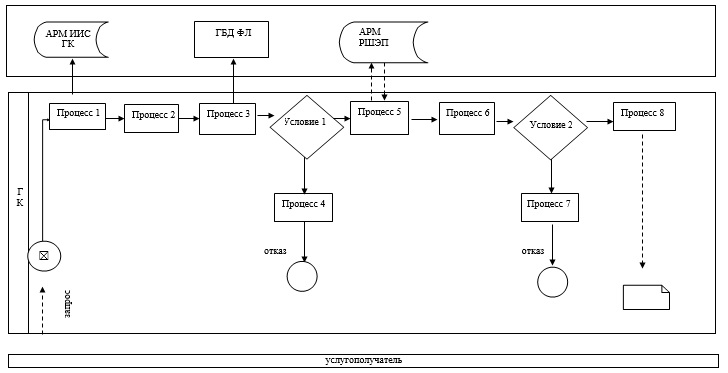 АРМ ИИС
ГК
ГБД ФЛ
АРМ
РШЭП
Процесс 1
Процесс 2
Процесс 3
Условие 1
Процесс 5
Процесс 6
Условие 2
Процесс 8
Г
К
Процесс 4
Процесс 7
отказ
отказ
запрос
услугополучатель